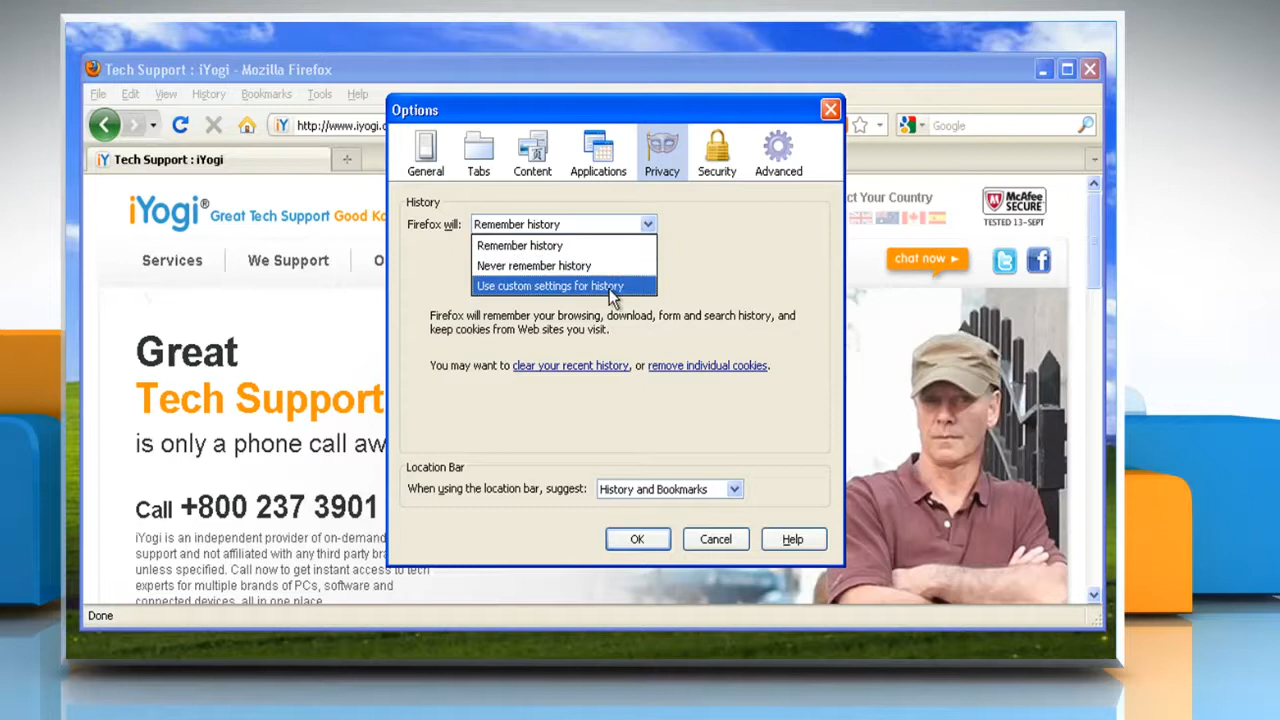 Tech Support : iYogi - Mozilla Firefox
File Edit View History Bookmarks Tools Help
http://www.iyogi.c
Google
Tech Support : iYogi
Options
General Tabs Content Applications Privacy Security Advanced
History
Firefox will: Remember history
Remember history
Never remember history
Use custom settings for history
Firefox will remember your browsing, download, form and search history, and
keep cookies from Web sites you visit.
You may want to clear your recent history, or remove individual cookies.
Location Bar
When using the location bar, suggest: History and Bookmarks
OK Cancel Help
iYogi® Great Tech Support Good
ct Your Country
McAfee
SECURE
TESTED 13-SEPT
Services We Support
chat now
Great
Tech Support
is only a phone call aw
Call +800 237 3901
iYogi is an independent provider of on-demand
support and not affiliated with any third party bra
unless specified. Call now to get instant access to tech
experts for multiple brands of PCs, software and
connected devices, all in one place.
Done